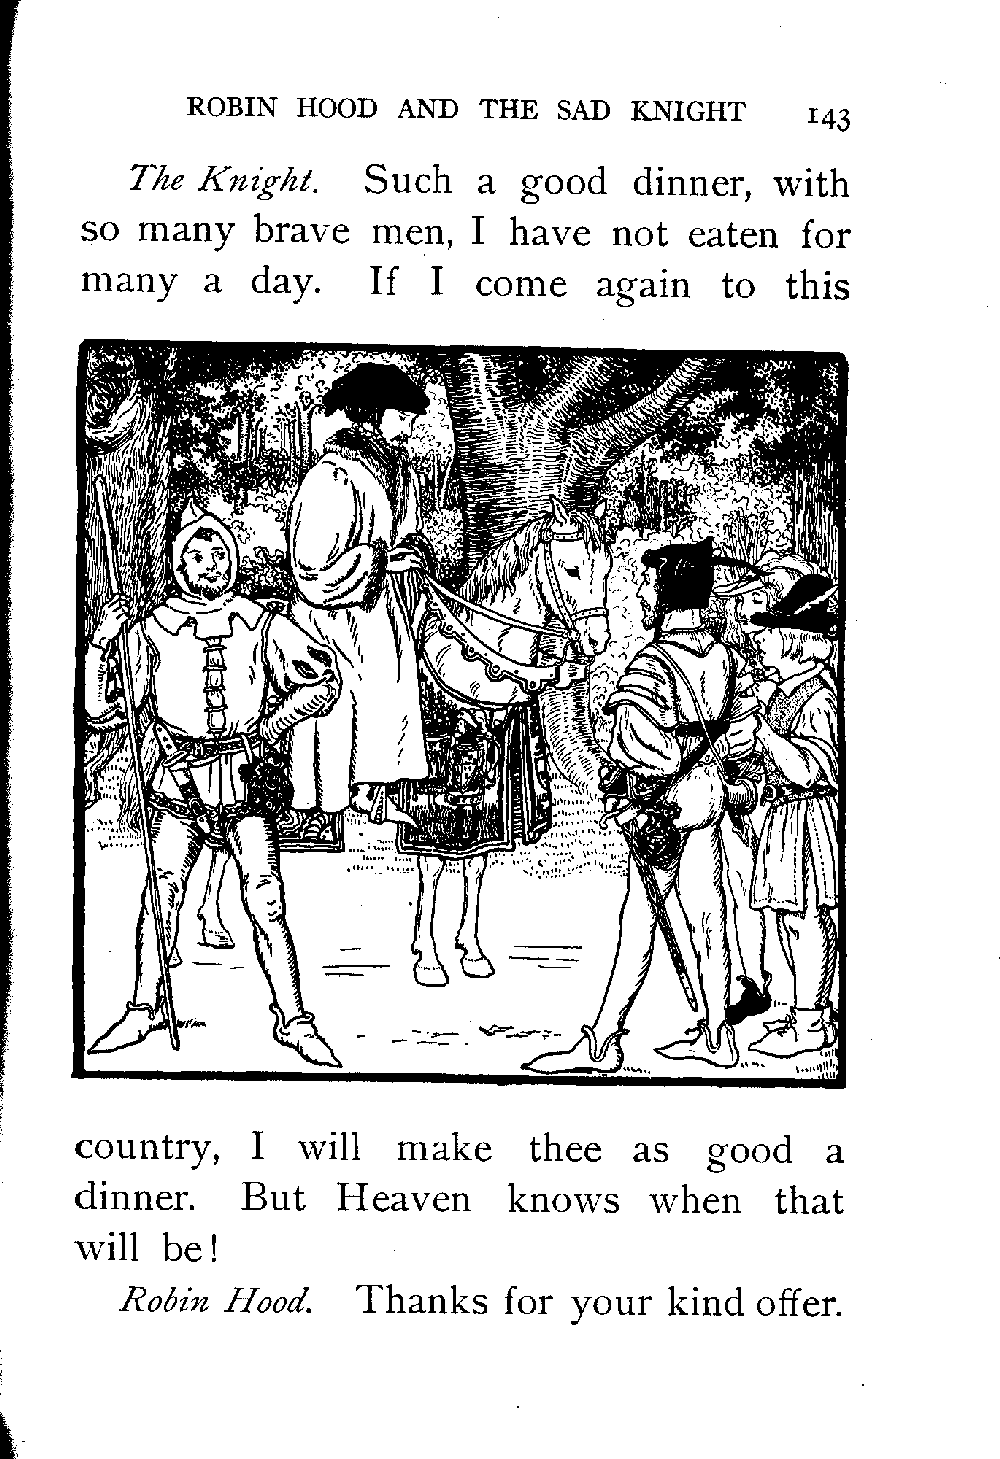 ROBIN HOOD AND THE SAD KNIGHT 143
The Knight. Such a good dinner, with
so many brave men, I have not eaten for
many a day. If I come again to this
country, I will make thee as good a
dinner. But Heaven knows when that
will be!
Robin Hood. Thanks for your kind offer.